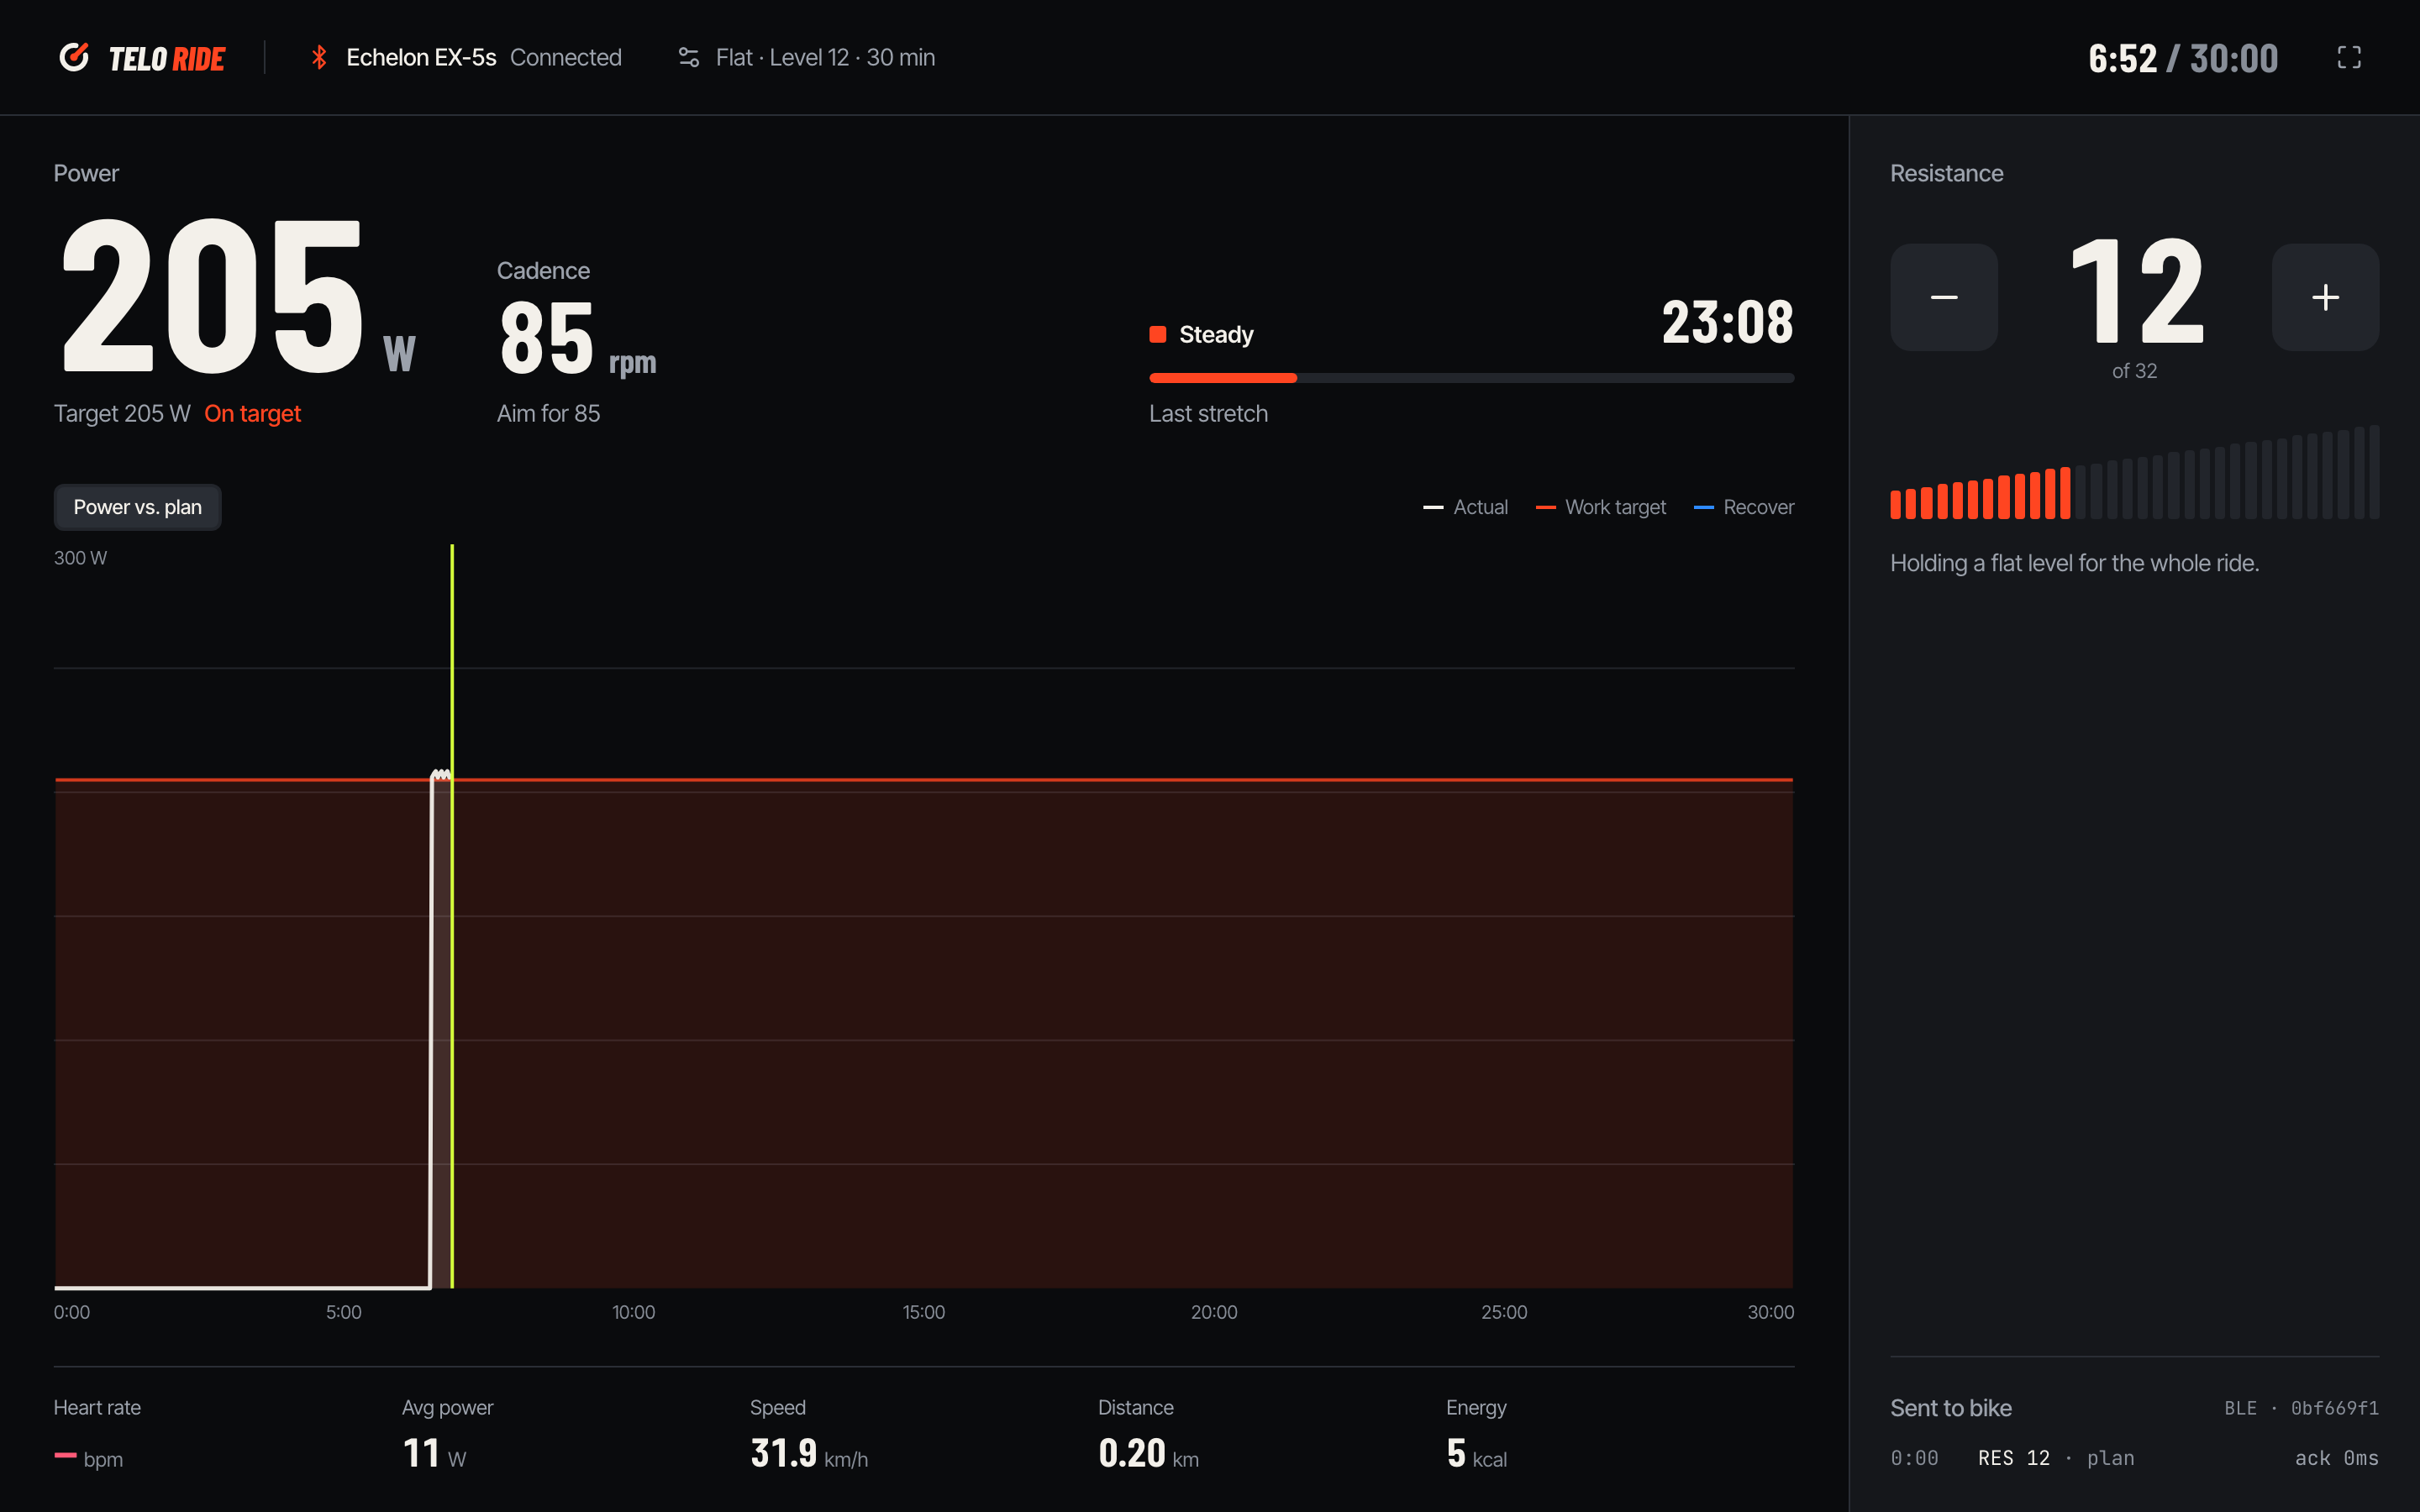 TELO RIDE
Echelon EX-5s Connected
Flat · Level 12 · 30 min
6:52 / 30:00
Power
205 W
Target 205 W On target
Cadence
85 rpm
Aim for 85
Steady
23:08
Last stretch
Power vs. plan
Actual
Work target
Recover
300 W
0:00
5:00
10:00
15:00
20:00
25:00
30:00
Heart rate
bpm
Avg power
11 W
Speed
31.9 km/h
Distance
0.20 km
Energy
5 kcal
Resistance
12
of 32
Holding a flat level for the whole ride.
Sent to bike
BLE · 0bf669f1
0:00 RES 12 · plan ack 0ms